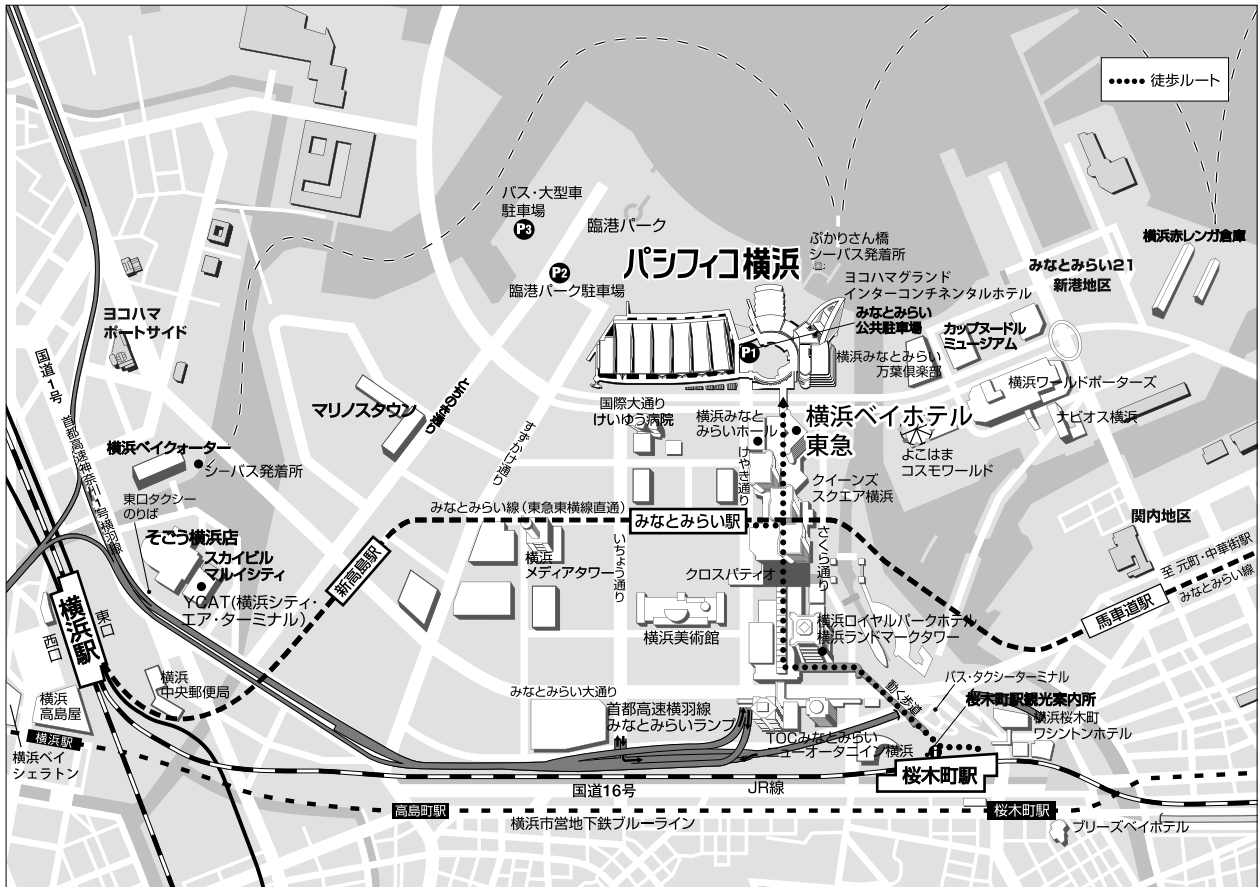 徒歩ルート
バス・大型車
駐車場
P3
臨港パーク
P2
臨港パーク駐車場
パシフィコ横浜
ぷかりさん橋
シーバス発着所
ヨコハマグランド
インターコンチネンタルホテル
みなとみらい
公共駐車場
P1
横浜みなとみらい
万葉倶楽部
カップヌードル
ミュージアム
みなとみらい21
新港地区
横浜赤レンガ倉庫
横浜ワールドポーターズ
ナビオス横浜
よこはま
コスモワールド
ヨコハマ
ポートサイド
国道1号
首都高速神奈川1号横羽線
マリノスタウン
とちのき通り
すずかけ通り
国際大通り
けいゆう病院
横浜みなと
みらいホール
けやき通り
横浜ベイホテル
東急
クイーンズ
スクエア横浜
横浜ベイクォーター
シーバス発着所
東口タクシー
のりば
そごう横浜店
スカイビル
マルイシティ
YCAT(横浜シティ・
エア・ターミナル)
みなとみらい線(東急東横線直通)
みなとみらい駅
新高島駅
横浜
メディアタワー
いちょう通り
クロスパティオ
さくら通り
関内地区
至 元町・中華街駅
みなとみらい線
馬車道駅
横浜美術館
横浜ロイヤルパークホテル
横浜ランドマークタワー
横浜駅
東口
西口
横浜
中央郵便局
横浜
高島屋
横浜駅
横浜ベイ
シェラトン
みなとみらい大通り
首都高速横羽線
みなとみらいランプ
動く歩道
バス・タクシーターミナル
桜木町駅観光案内所
横浜桜木町
ワシントンホテル
TOCみなとみらい
ニューオータニイン横浜
桜木町駅
国道16号
JR線
高島町駅
横浜市営地下鉄ブルーライン
桜木町駅
ブリーズベイホテル